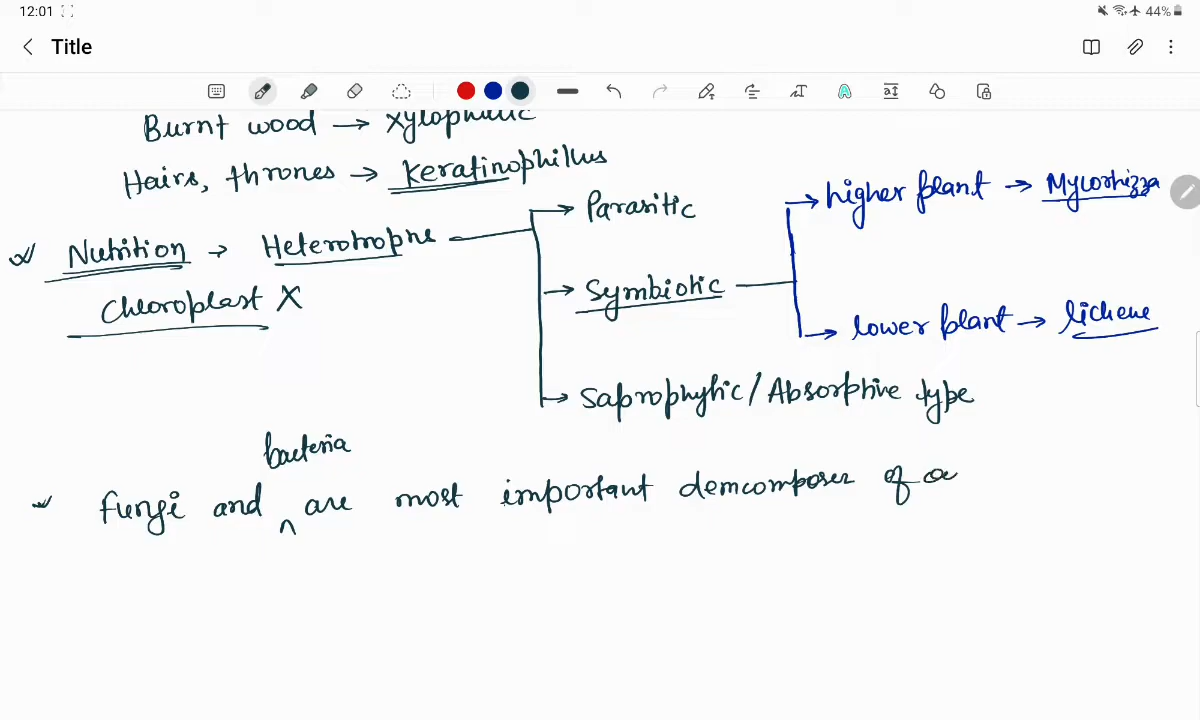 12:01
44%
Title
Burnt wood → xylophilic
Hairs, thrones → keratinophillus
Nutrition → Heterotrophe
→ Parasitic
→ higher plant → Mycorhizza
Chloroplast X
→ Symbiotic
→ lower plant → lichene
→ Saprophytic / Absorptive type
bacteria
fungi and ^ are most important demcomposer of